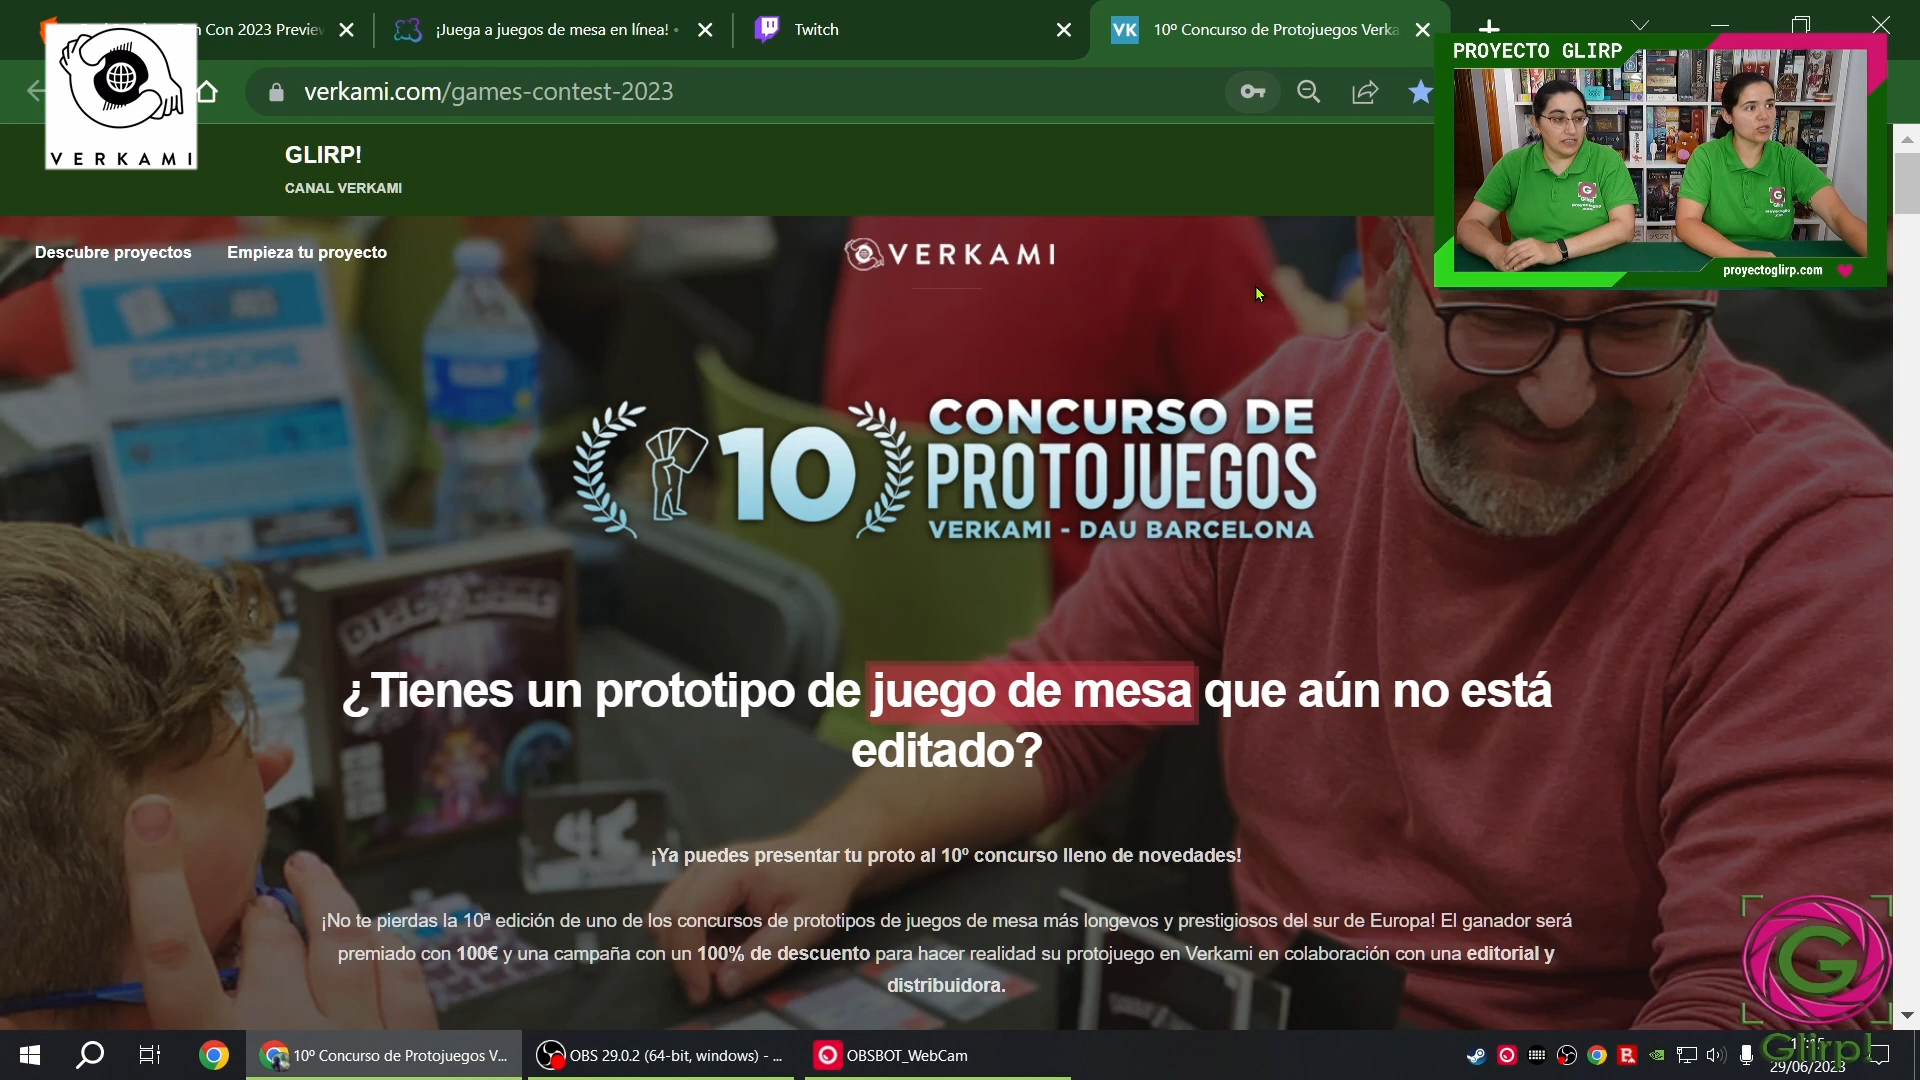 n Con 2023 Preview
¡Juega a juegos de mesa en línea! •
Twitch
VK
10º Concurso de Protojuegos Verka
PROYECTO GLIRP
verkami.com/games-contest-2023
VERKAMI
GLIRP!
CANAL VERKAMI
proyectoglirp.com
Descubre proyectos
Empieza tu proyecto
VERKAMI
10 CONCURSO DE
PROTOJUEGOS
VERKAMI - DAU BARCELONA
¿Tienes un prototipo de juego de mesa que aún no está
editado?
¡Ya puedes presentar tu proto al 10º concurso lleno de novedades!
¡No te pierdas la 10ª edición de uno de los concursos de prototipos de juegos de mesa más longevos y prestigiosos del sur de Europa! El ganador será
premiado con 100€ y una campaña con un 100% de descuento para hacer realidad su protojuego en Verkami en colaboración con una editorial y
distribuidora.
G
Glirp!
10º Concurso de Protojuegos V...
OBS 29.0.2 (64-bit, windows) - ...
OBSBOT_WebCam
29/06/2023